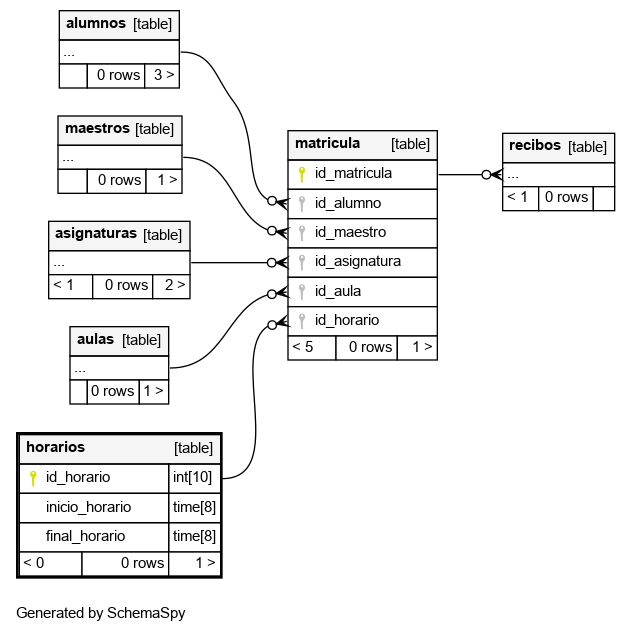 alumnos [table]
...
0 rows 3 >
maestros [table]
...
0 rows 1 >
asignaturas [table]
...
< 1 0 rows 2 >
aulas [table]
...
0 rows 1 >
horarios [table]
id_horario int[10]
inicio_horario time[8]
final_horario time[8]
< 0 0 rows 1 >
matricula [table]
id_matricula
id_alumno
id_maestro
id_asignatura
id_aula
id_horario
< 5 0 rows 1 >
recibos [table]
...
< 1 0 rows
Generated by SchemaSpy